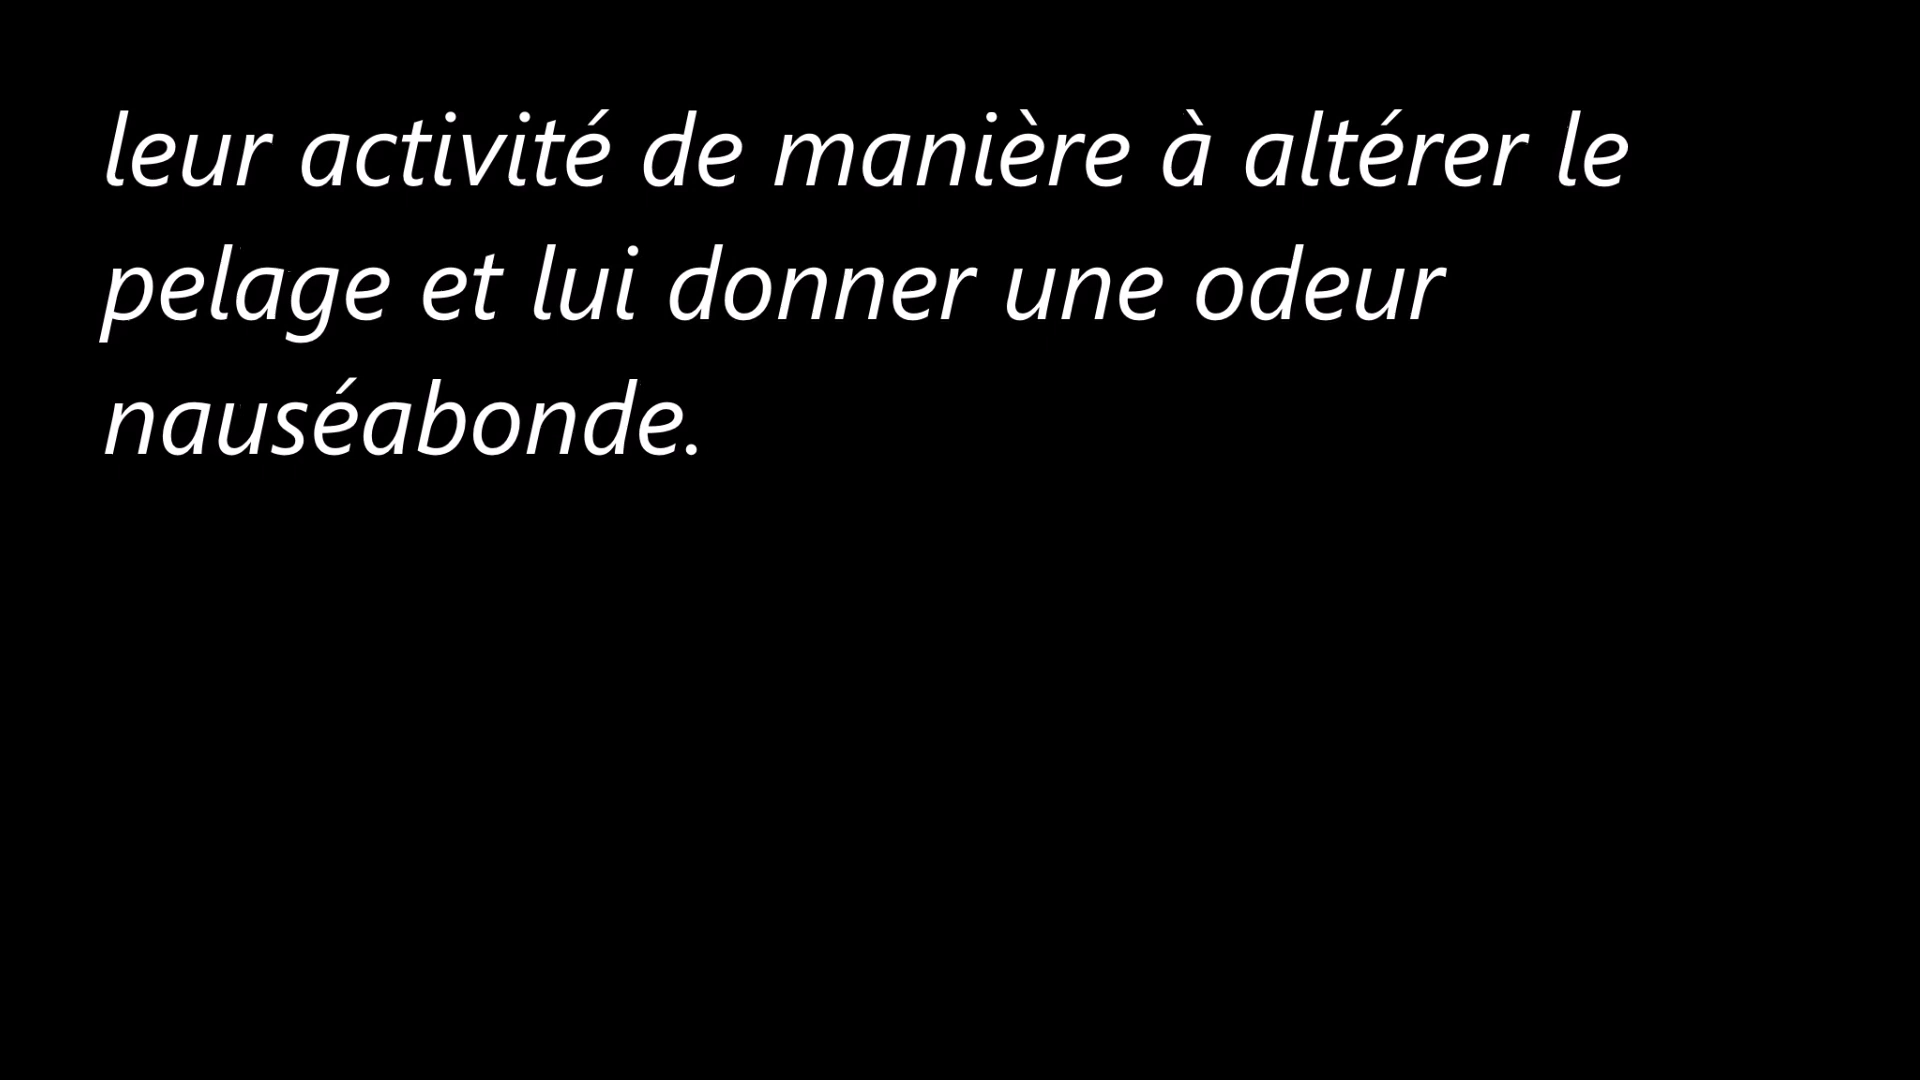 leur activité de manière à altérer le
pelage et lui donner une odeur
nauséabonde.